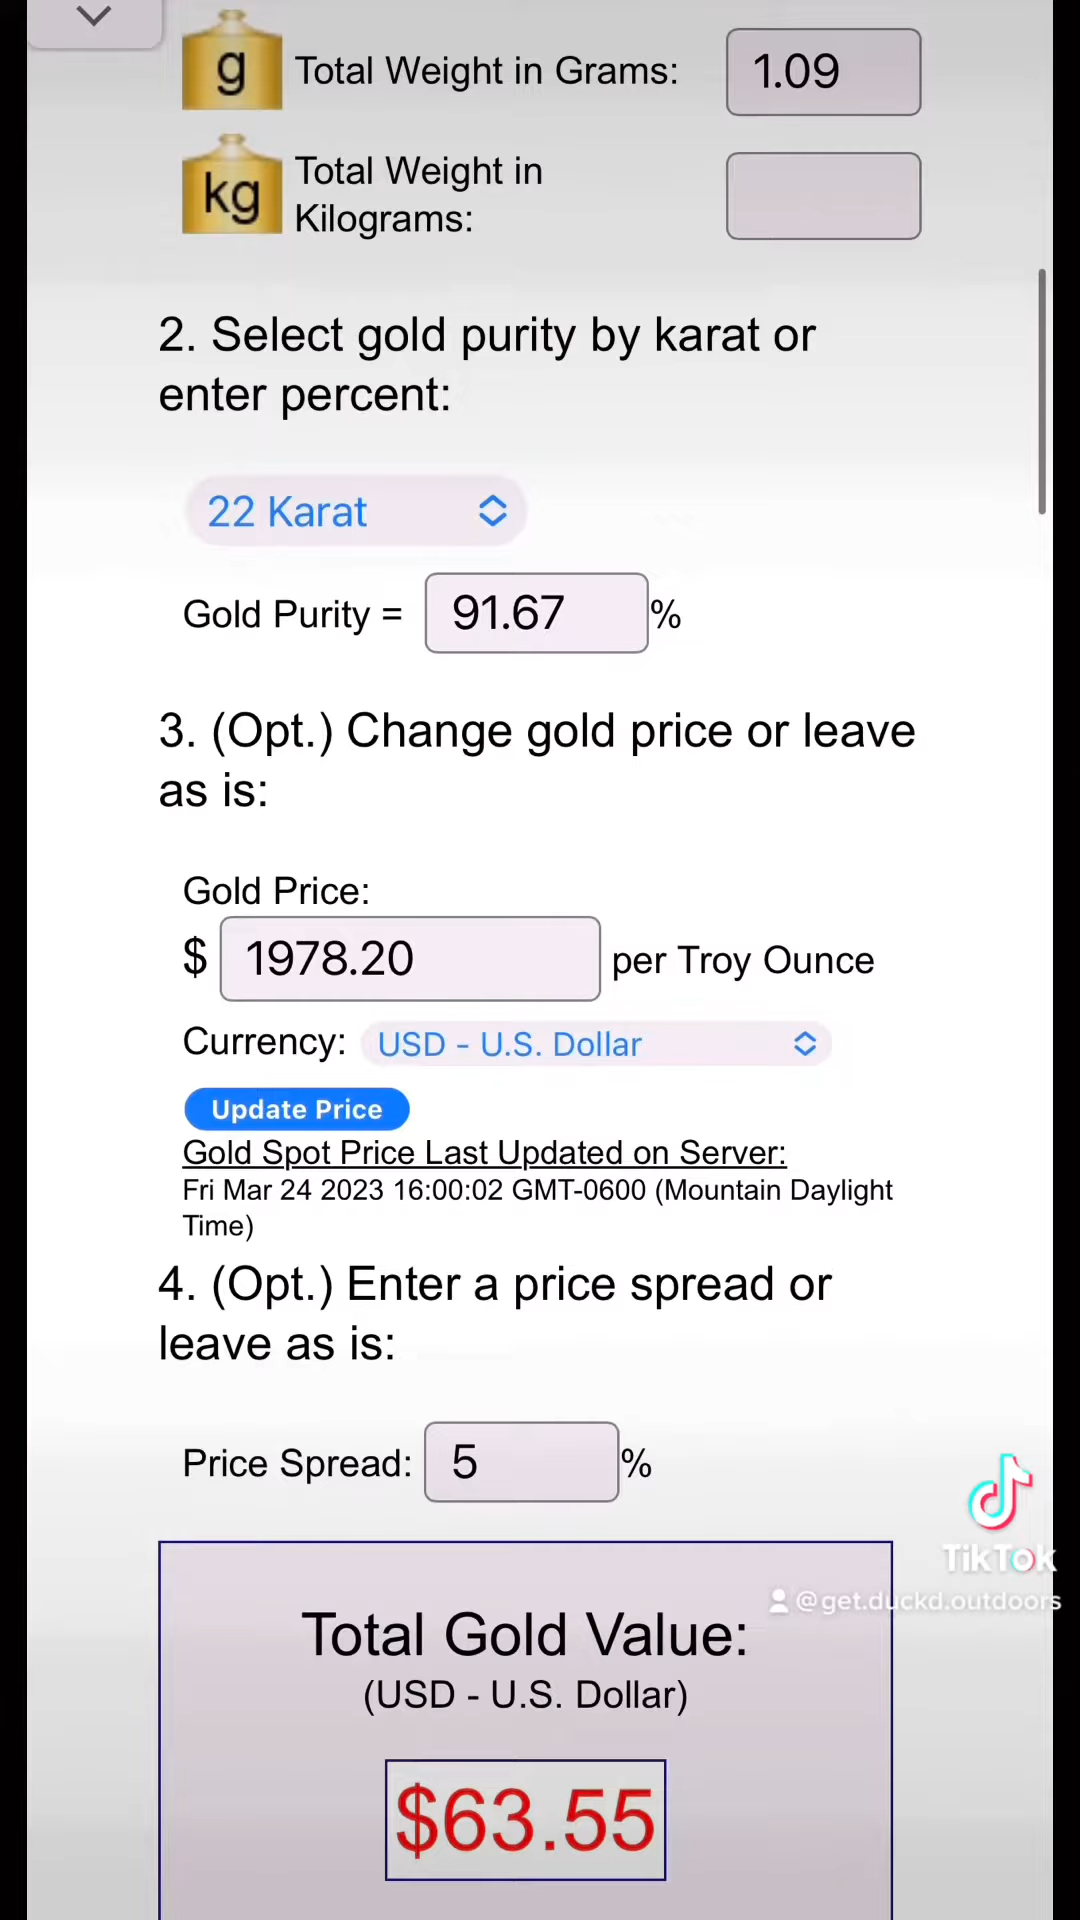 g Total Weight in Grams: 1.09
kg Total Weight in
Kilograms:
2. Select gold purity by karat or
enter percent:
22 Karat
Gold Purity = 91.67 %
3. (Opt.) Change gold price or leave
as is:
Gold Price:
$ 1978.20 per Troy Ounce
Currency: USD - U.S. Dollar
Update Price
Gold Spot Price Last Updated on Server:
Fri Mar 24 2023 16:00:02 GMT-0600 (Mountain Daylight
Time)
4. (Opt.) Enter a price spread or
leave as is:
Price Spread: 5 %
TikTok
@get.duckd.outdoors
Total Gold Value:
(USD - U.S. Dollar)
$63.55